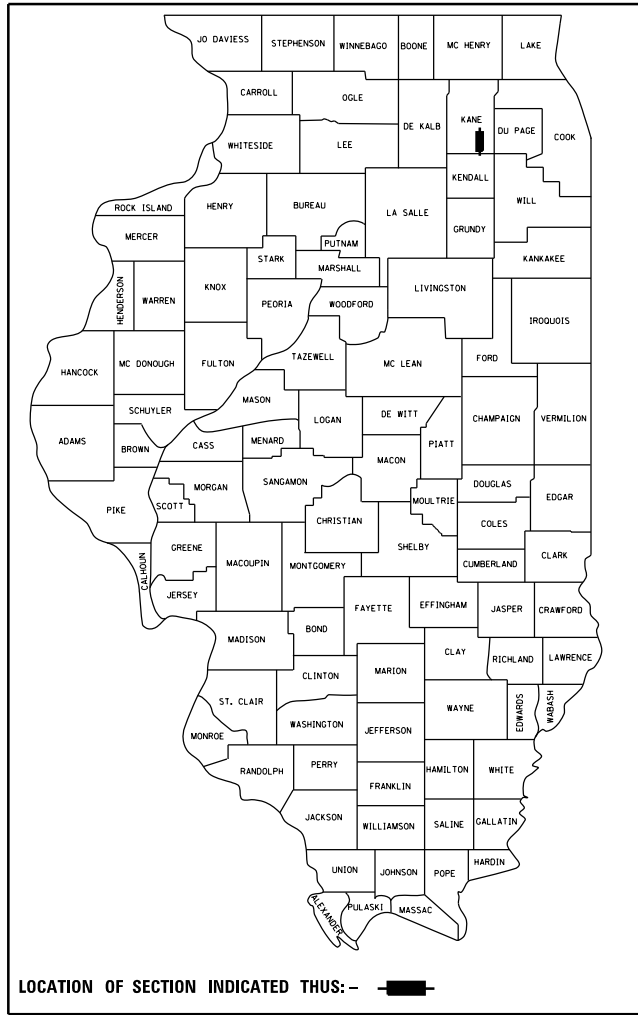 JO DAVIESS STEPHENSON WINNEBAGO BOONE MC HENRY LAKE
CARROLL OGLE DE KALB KANE DU PAGE COOK
WHITESIDE LEE
KENDALL
ROCK ISLAND HENRY BUREAU LA SALLE WILL
MERCER PUTNAM GRUNDY
STARK MARSHALL KANKAKEE
HENDERSON WARREN KNOX PEORIA WOODFORD LIVINGSTON
IROQUOIS
HANCOCK MC DONOUGH FULTON TAZEWELL MC LEAN FORD
MASON
SCHUYLER LOGAN DE WITT CHAMPAIGN VERMILION
ADAMS BROWN CASS MENARD PIATT
MACON
MORGAN SANGAMON DOUGLAS
SCOTT MOULTRIE EDGAR
PIKE CHRISTIAN COLES
GREENE SHELBY
CALHOUN MACOUPIN MONTGOMERY CUMBERLAND CLARK
JERSEY FAYETTE EFFINGHAM JASPER CRAWFORD
MADISON BOND
CLAY RICHLAND LAWRENCE
CLINTON MARION
ST. CLAIR WAYNE EDWARDS WABASH
WASHINGTON JEFFERSON
MONROE
RANDOLPH PERRY HAMILTON WHITE
FRANKLIN
JACKSON WILLIAMSON SALINE GALLATIN
UNION JOHNSON POPE HARDIN
ALEXANDER PULASKI MASSAC
LOCATION OF SECTION INDICATED THUS: -